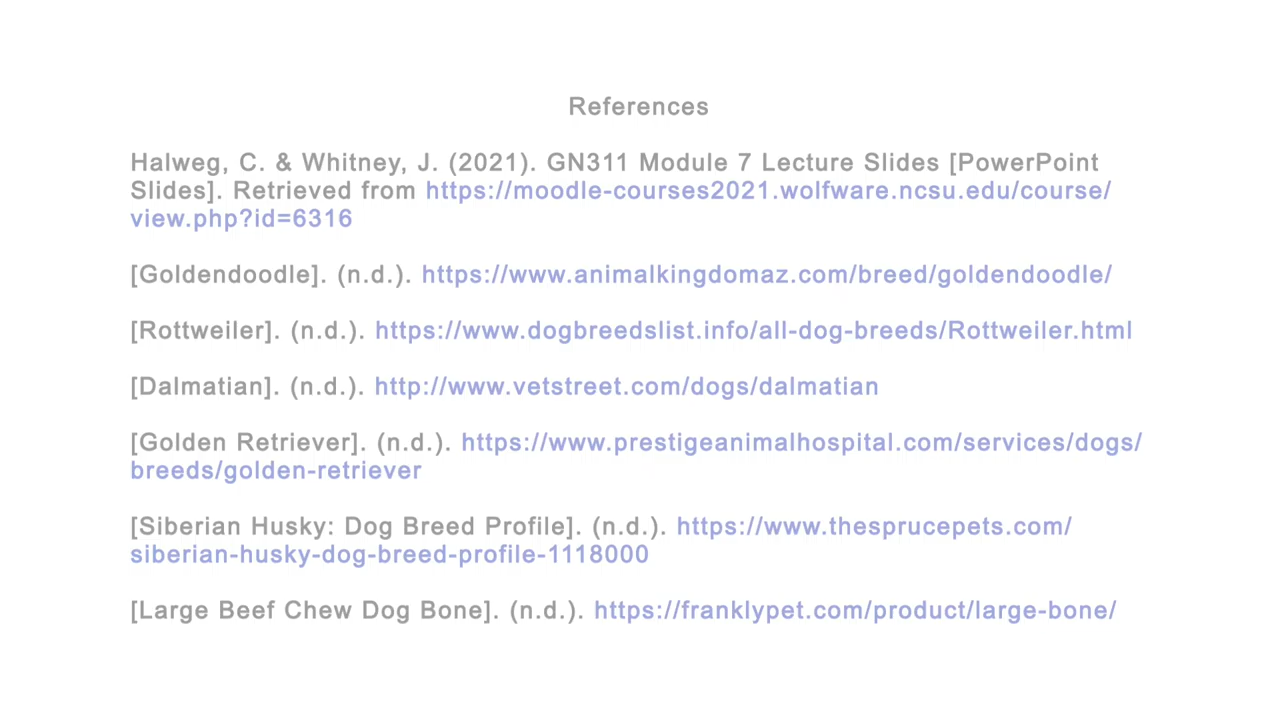 References
Halweg, C. & Whitney, J. (2021). GN311 Module 7 Lecture Slides [PowerPoint
Slides]. Retrieved from https://moodle-courses2021.wolfware.ncsu.edu/course/
view.php?id=6316
[Goldendoodle]. (n.d.). https://www.animalkingdomaz.com/breed/goldendoodle/
[Rottweiler]. (n.d.). https://www.dogbreedslist.info/all-dog-breeds/Rottweiler.html
[Dalmatian]. (n.d.). http://www.vetstreet.com/dogs/dalmatian
[Golden Retriever]. (n.d.). https://www.prestigeanimalhospital.com/services/dogs/
breeds/golden-retriever
[Siberian Husky: Dog Breed Profile]. (n.d.). https://www.thesprucepets.com/
siberian-husky-dog-breed-profile-1118000
[Large Beef Chew Dog Bone]. (n.d.). https://franklypet.com/product/large-bone/